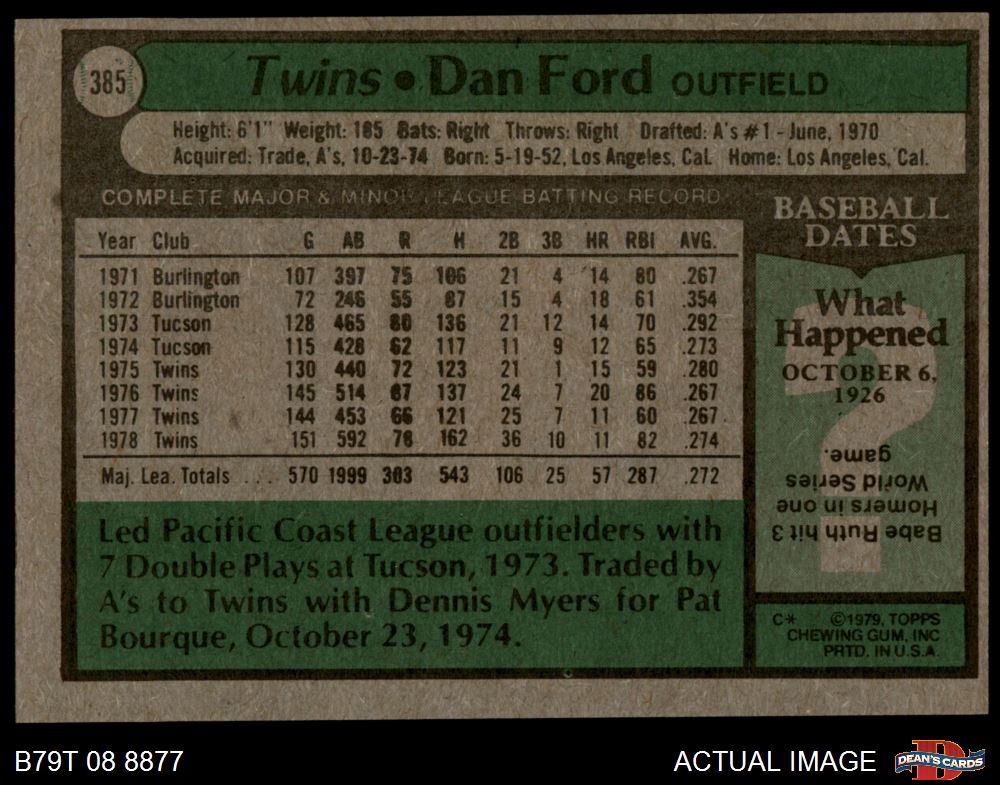 385
Twins • Dan Ford OUTFIELD
Height: 6'1" Weight: 185 Bats: Right Throws: Right Drafted: A's #1 - June, 1970
Acquired: Trade, A's, 10-23-74 Born: 5-19-52, Los Angeles, Cal. Home: Los Angeles, Cal.
COMPLETE MAJOR & MINOR LEAGUE BATTING RECORD
Year Club G AB R H 2B 3B HR RBI AVG.
1971 Burlington 107 397 75 106 21 4 14 80 .267
1972 Burlington 72 246 55 87 15 4 18 61 .354
1973 Tucson 128 465 80 136 21 12 14 70 .292
1974 Tucson 115 428 62 117 11 9 12 65 .273
1975 Twins 130 440 72 123 21 1 15 59 .280
1976 Twins 145 514 87 137 24 7 20 86 .267
1977 Twins 144 453 66 121 25 7 11 60 .267
1978 Twins 151 592 78 162 36 10 11 82 .274
Maj. Lea. Totals . . . 570 1999 303 543 106 25 57 287 .272
Led Pacific Coast League outfielders with
7 Double Plays at Tucson, 1973. Traded by
A's to Twins with Dennis Myers for Pat
Bourque, October 23, 1974.
BASEBALL
DATES
What
Happened
OCTOBER 6,
1926
?
Babe Ruth hit 3
Homers in one
World Series
game.
C* ©1979, TOPPS
CHEWING GUM, INC
PRTD. IN U.S.A.
B79T 08 8877
ACTUAL IMAGE
D
DEAN'S CARDS